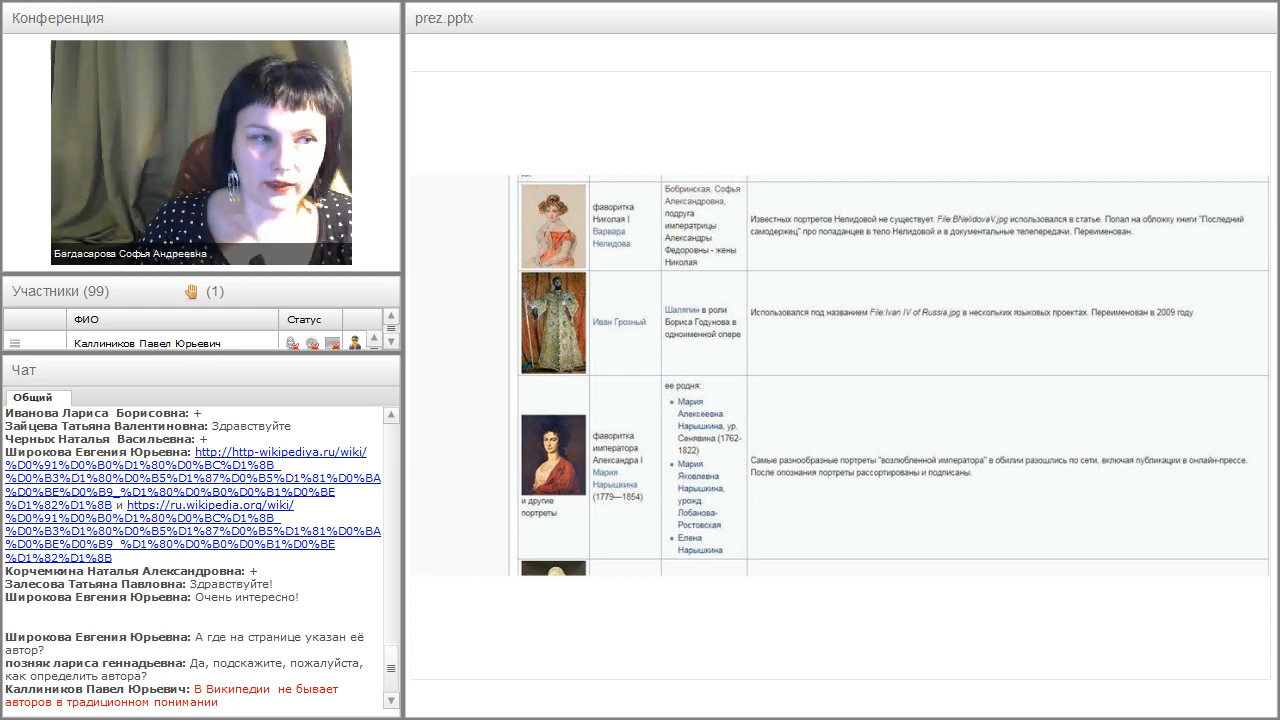 Конференция
Багдасарова Софья Андреевна
Участники (99)
(1)
ФИО
Статус
Каллиников Павел Юрьевич
Чат
Общий
Иванова Лариса Борисовна: +
Зайцева Татьяна Валентиновна: Здравствуйте
Черных Наталья Васильевна: +
Широкова Евгения Юрьевна: http://http-wikipediya.ru/wiki/
%D0%91%D0%B0%D1%80%D0%BC%D1%8B_
%D0%B3%D1%80%D0%B5%D1%87%D0%B5%D1%81%D0%BA
%D0%BE%D0%B9_%D1%80%D0%B0%D0%B1%D0%BE
%D1%82%D1%8B и https://ru.wikipedia.org/wiki/
%D0%91%D0%B0%D1%80%D0%BC%D1%8B_
%D0%B3%D1%80%D0%B5%D1%87%D0%B5%D1%81%D0%BA
%D0%BE%D0%B9_%D1%80%D0%B0%D0%B1%D0%BE
%D1%82%D1%8B
Корчемкина Наталья Александровна: +
Залесова Татьяна Павловна: Здравствуйте!
Широкова Евгения Юрьевна: Очень интересно!
Широкова Евгения Юрьевна: А где на странице указан её
автор?
позняк лариса геннадьевна: Да, подскажите, пожалуйста,
как определить автора?
Каллиников Павел Юрьевич: В Википедии не бывает
авторов в традиционном понимании
prez.pptx
фаворитка
Николая I
Варвара
Нелидова
Бобринская, Софья
Александровна,
подруга
императрицы
Александры
Федоровны - жены
Николая
Известных портретов Нелидовой не существует. File:BNelidovaV.jpg использовался в статье. Попал на обложку книги "Последний
самодержец" про попаданцев в тело Нелидовой и в документальные телепередачи. Переименован.
Иван Грозный
Шаляпин в роли
Бориса Годунова в
одноименной опере
Использовался под названием File:Ivan IV of Russia.jpg в нескольких языковых проектах. Переименован в 2009 году
и другие
портреты
фаворитка
императора
Александра I
Мария
Нарышкина
(1779—1854)
ее родня:
Мария
Алексеевна
Нарышкина, ур.
Сенявина (1762-
1822)
Мария
Яковлевна
Нарышкина,
урожд.
Лобанова-
Ростовская
Елена
Нарышкина
Самые разнообразные портреты "возлюбленной императора" в обилии разошлись по сети, включая публикации в онлайн-прессе.
После опознания портреты рассортированы и подписаны.